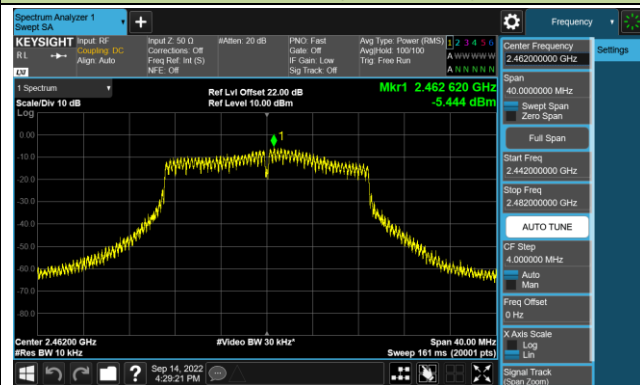 Spectrum Analyzer 1
Swept SA
Frequency
KEYSIGHT
RL
LXI
Input: RF
Coupling: DC
Align: Auto
Input Z: 50 Ω
Corrections: Off
Freq Ref: Int (S)
NFE: Off
#Atten: 20 dB
PNO: Fast
Gate: Off
IF Gain: Low
Sig Track: Off
Avg Type: Power (RMS)
Avg|Hold: 100/100
Trig: Free Run
1 2 3 4 5 6
A W W W W W
A N N N N N
1 Spectrum
Scale/Div 10 dB
Log
Ref Lvl Offset 22.00 dB
Ref Level 10.00 dBm
Mkr1 2.462 620 GHz
-5.444 dBm
1
0.00
-10.0
-20.0
-30.0
-40.0
-50.0
-60.0
-70.0
-80.0
Center 2.46200 GHz
#Res BW 10 kHz
#Video BW 30 kHz*
Span 40.00 MHz
Sweep 161 ms (20001 pts)
Center Frequency
2.462000000 GHz
Settings
Span
40.0000000 MHz
Swept Span
Zero Span
Full Span
Start Freq
2.442000000 GHz
Stop Freq
2.482000000 GHz
AUTO TUNE
CF Step
4.000000 MHz
Auto
Man
Freq Offset
0 Hz
X Axis Scale
Log
Lin
Signal Track
(Span Zoom)
?
Sep 14, 2022
4:29:21 PM